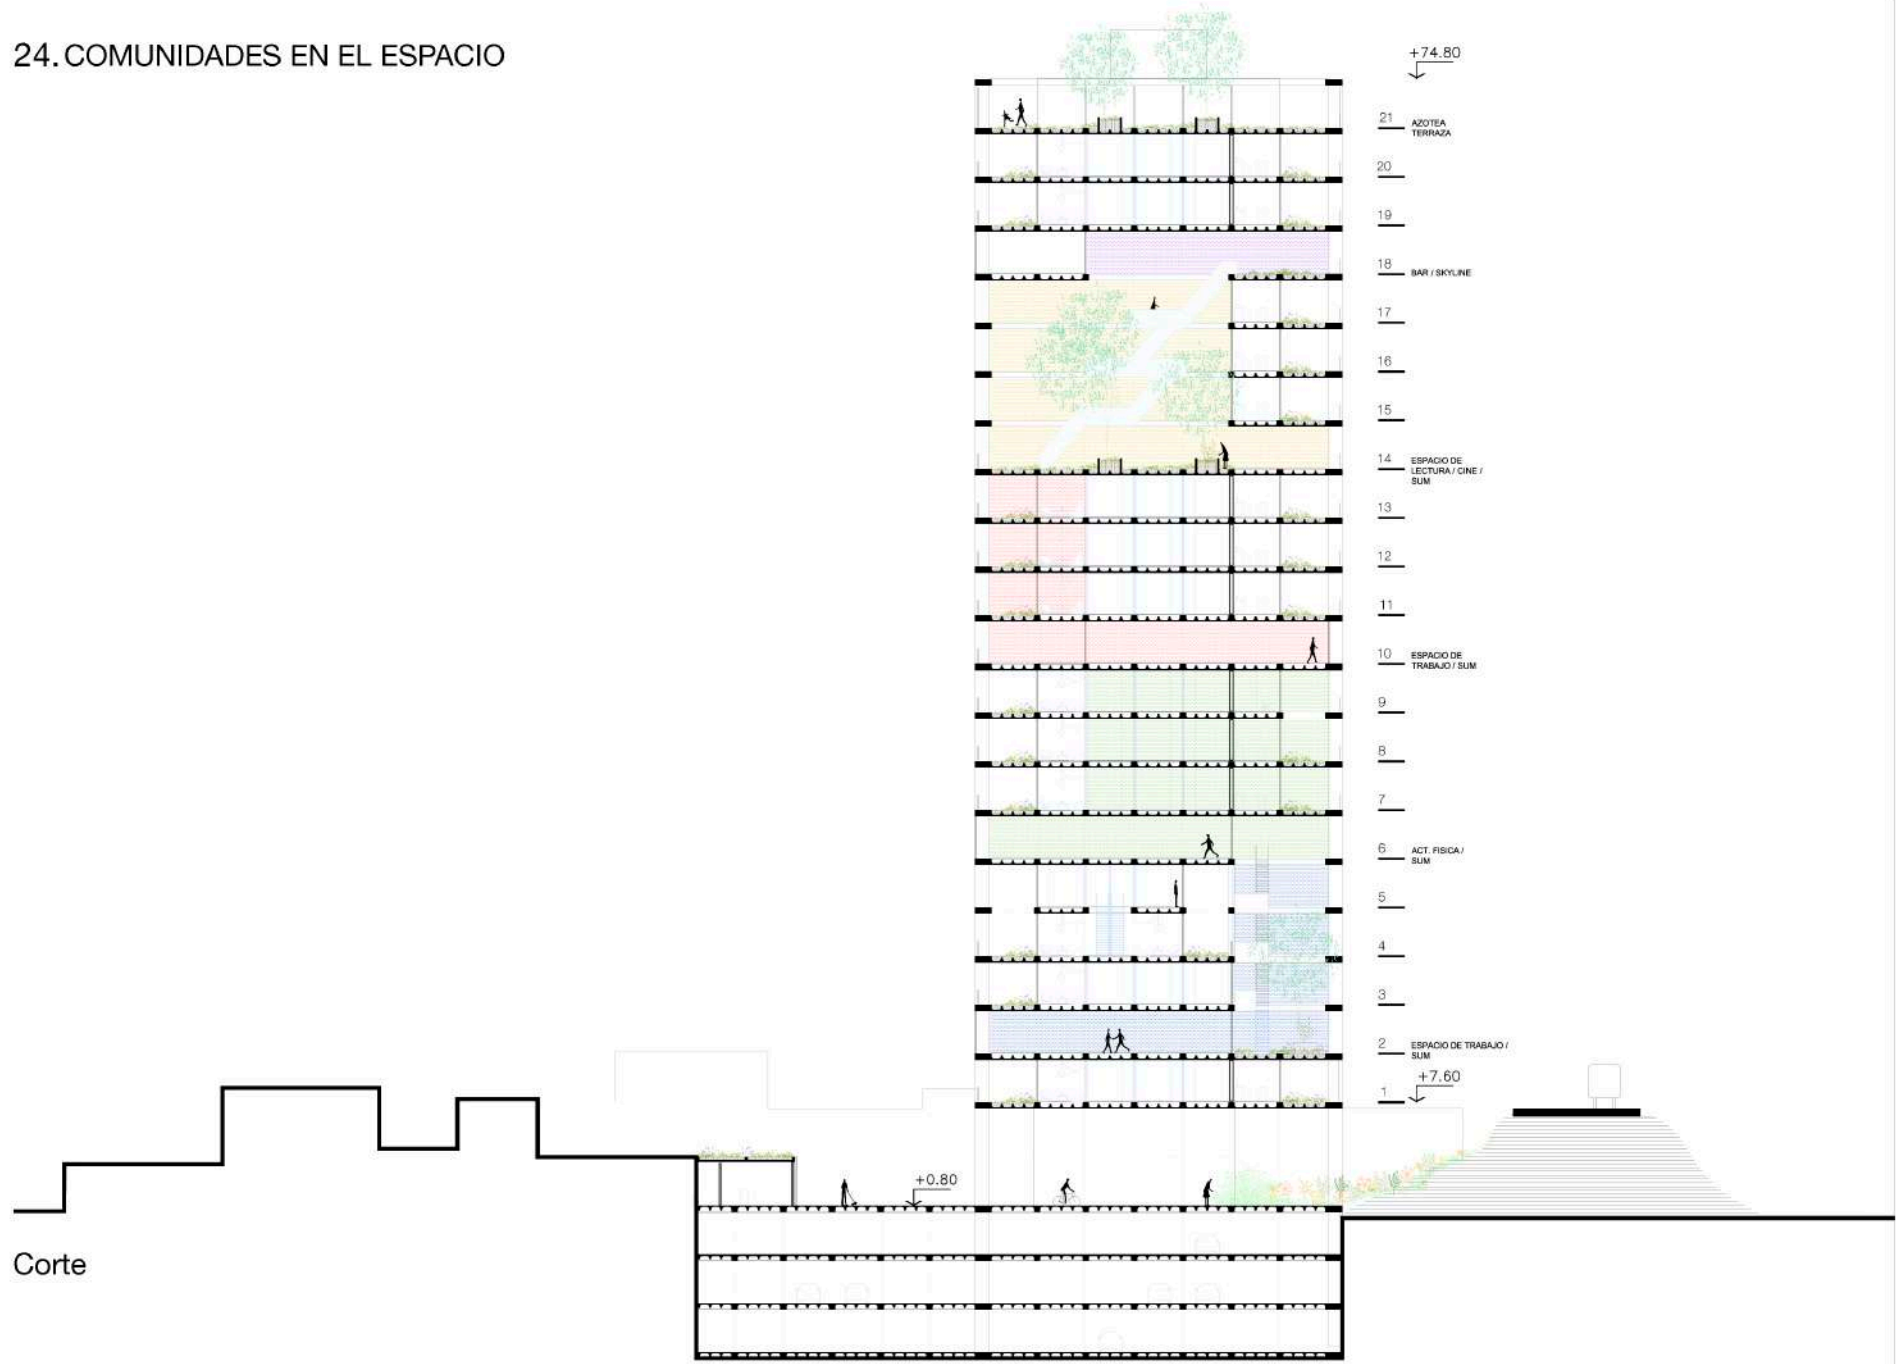 24. COMUNIDADES EN EL ESPACIO
+74.80
21 AZOTEA
TERRAZA
20
19
18 BAR / SKYLINE
17
16
15
14 ESPACIO DE
LECTURA / CINE /
SUM
13
12
11
10 ESPACIO DE
TRABAJO / SUM
9
8
7
6 ACT. FISICA /
SUM
5
4
3
2 ESPACIO DE TRABAJO /
SUM
1 +7.60
+0.80
Corte